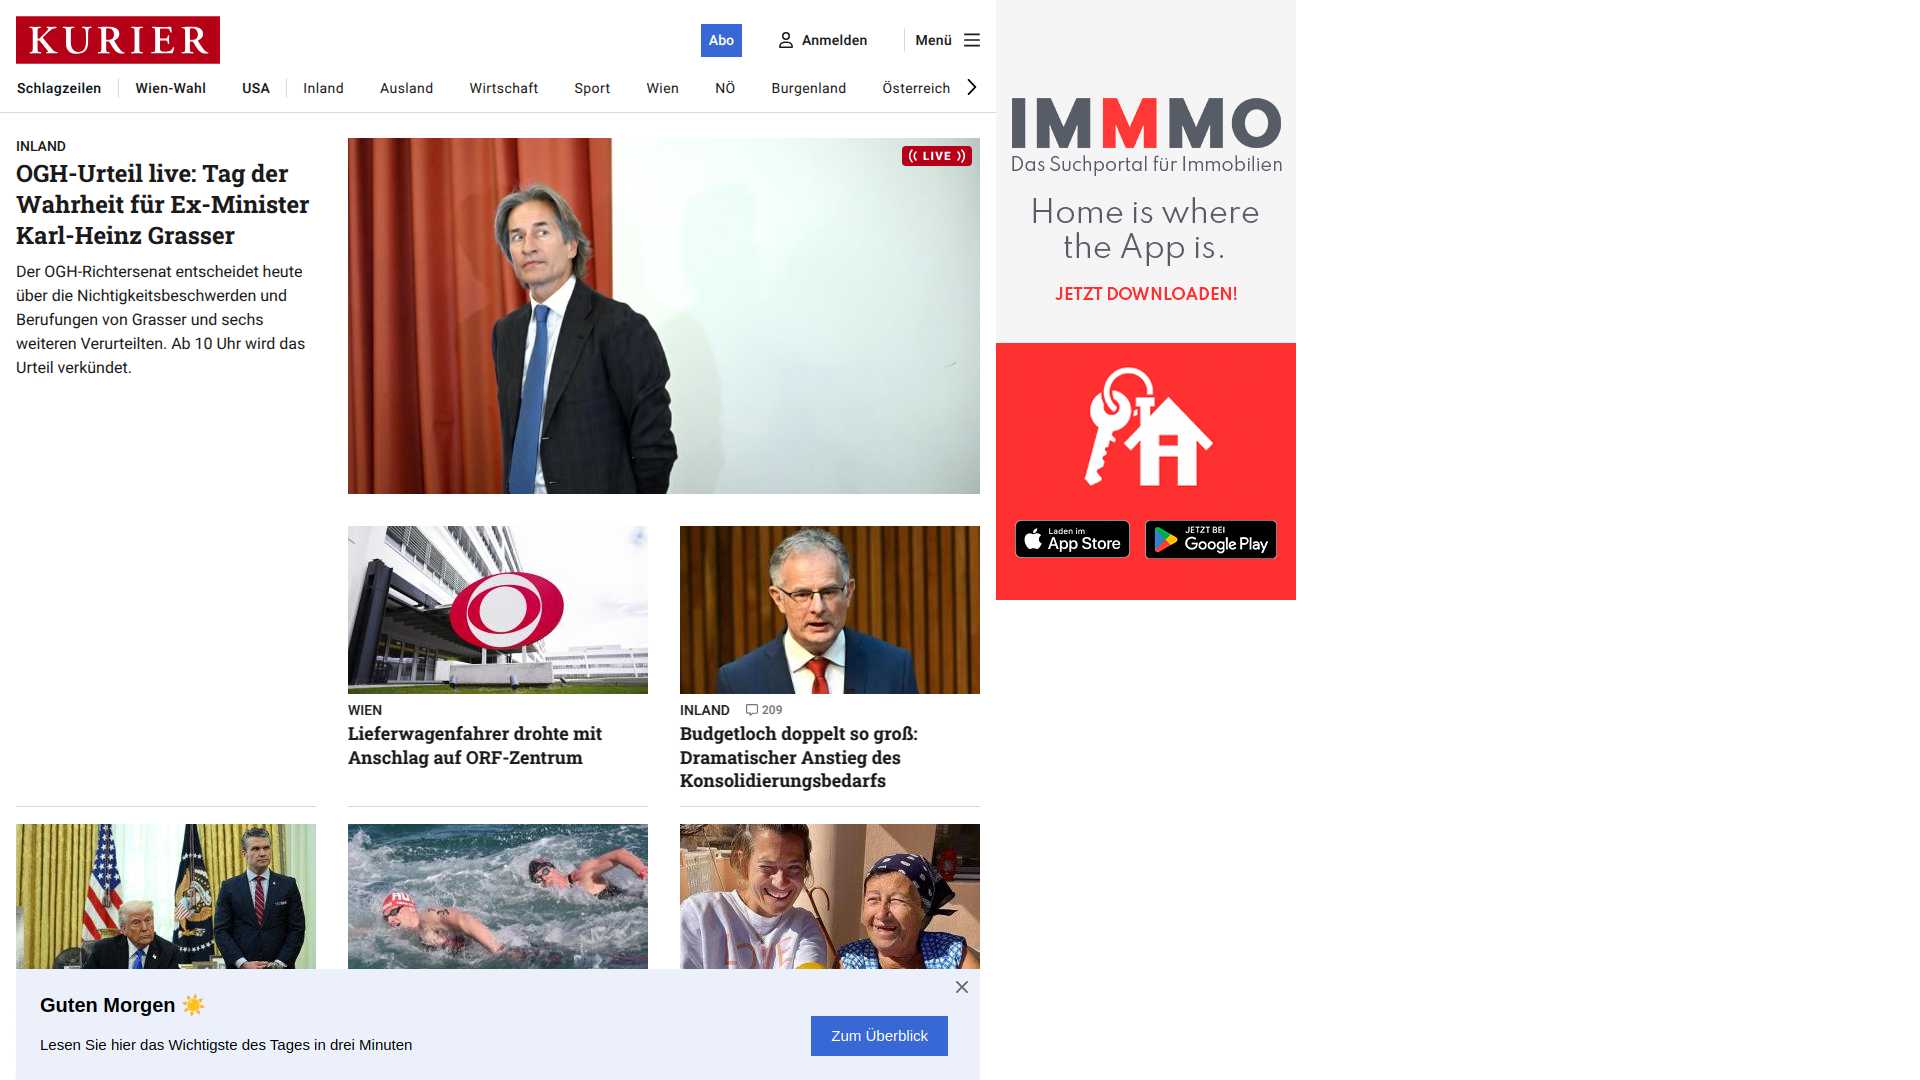 KURIER
Abo
Anmelden
Menü
Schlagzeilen
Wien-Wahl
USA
Inland
Ausland
Wirtschaft
Sport
Wien
NÖ
Burgenland
Österreich
INLAND
OGH-Urteil live: Tag der
Wahrheit für Ex-Minister
Karl-Heinz Grasser
Der OGH-Richtersenat entscheidet heute
über die Nichtigkeitsbeschwerden und
Berufungen von Grasser und sechs
weiteren Verurteilten. Ab 10 Uhr wird das
Urteil verkündet.
LIVE
WIEN
Lieferwagenfahrer drohte mit
Anschlag auf ORF-Zentrum
INLAND
209
Budgetloch doppelt so groß:
Dramatischer Anstieg des
Konsolidierungsbedarfs
Guten Morgen
Lesen Sie hier das Wichtigste des Tages in drei Minuten
Zum Überblick
IMMMO
Das Suchportal für Immobilien
Home is where
the App is.
JETZT DOWNLOADEN!
Laden im
App Store
JETZT BEI
Google Play